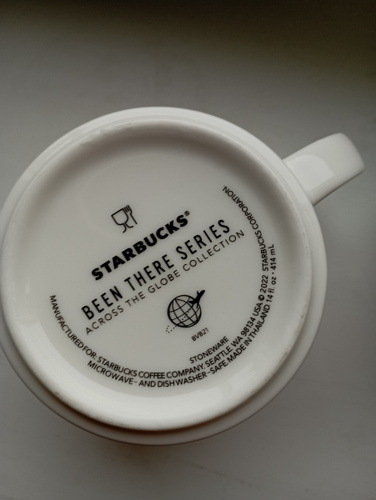 STARBUCKS®
BEEN THERE SERIES
ACROSS THE GLOBE COLLECTION
BVB21
STONEWARE
MANUFACTURED FOR: STARBUCKS COFFEE COMPANY, SEATTLE, WA 98134 USA © 2022 STARBUCKS CORPORATION
MICROWAVE- AND DISHWASHER-SAFE. MADE IN THAILAND 14 fl oz - 414 mL